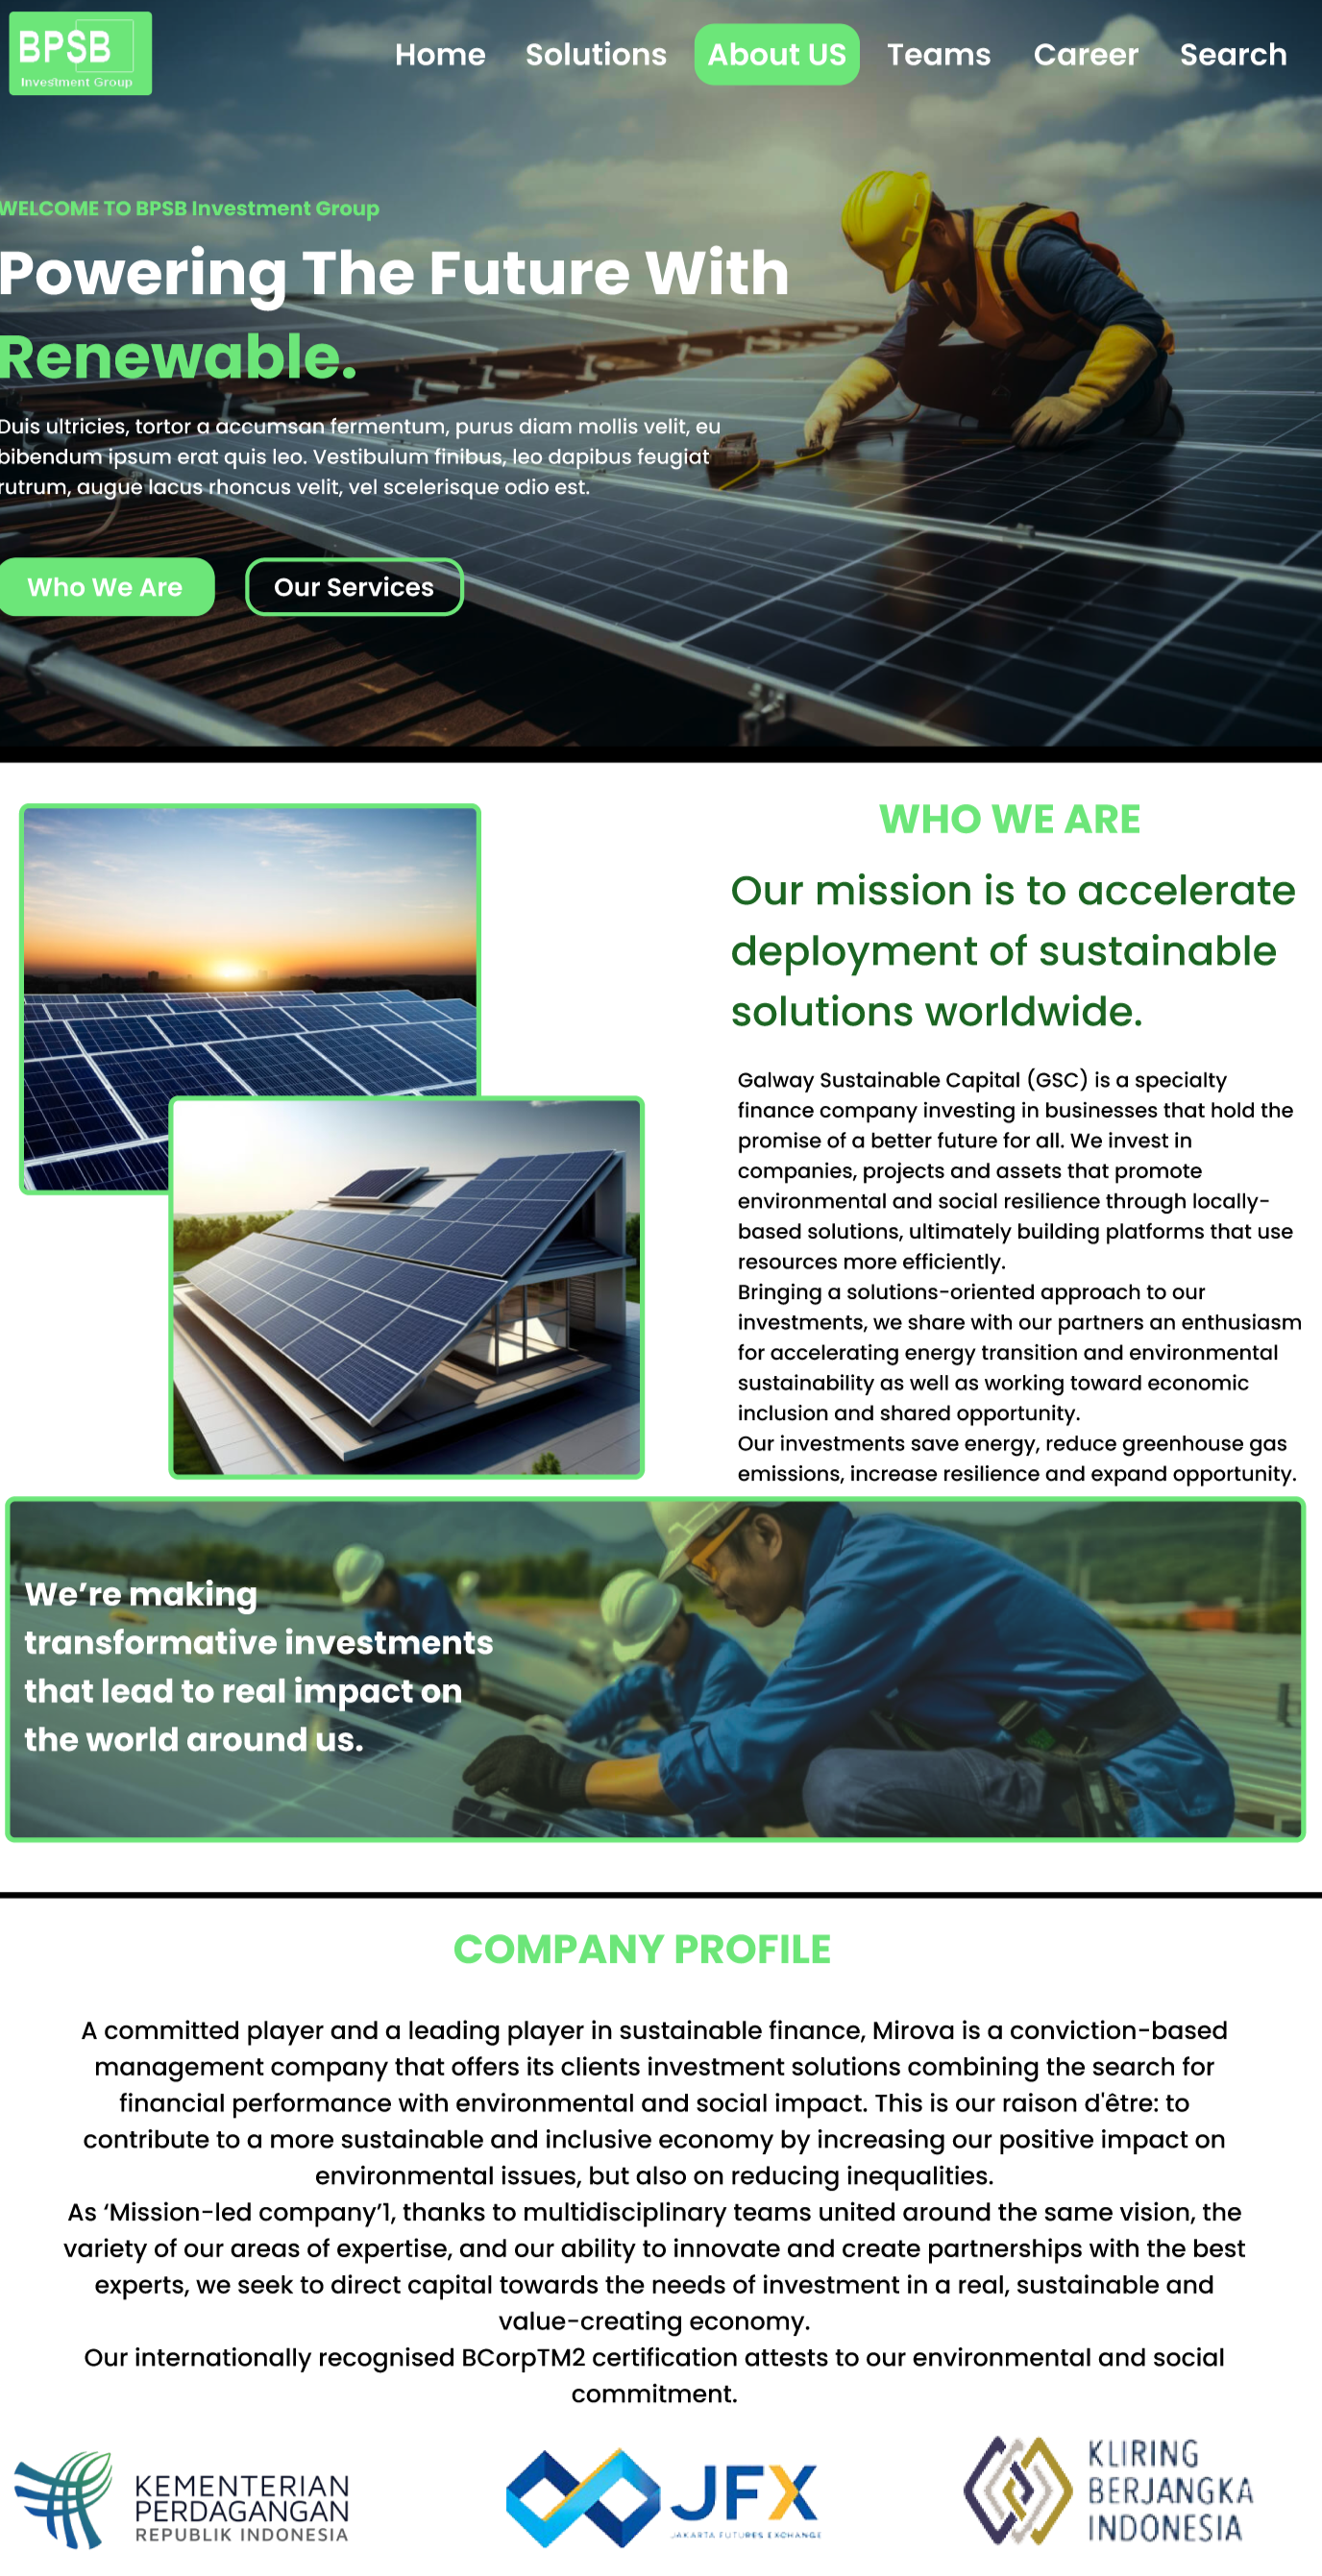 BPSB
Investment Group
Home Solutions About US Teams Career Search
WELCOME TO BPSB Investment Group
Powering The Future With
Renewable.
Duis ultricies, tortor a accumsan fermentum, purus diam mollis velit, eu
bibendum ipsum erat quis leo. Vestibulum finibus, leo dapibus feugiat
rutrum, augue lacus rhoncus velit, vel scelerisque odio est.
Who We Are Our Services
WHO WE ARE
Our mission is to accelerate
deployment of sustainable
solutions worldwide.
Galway Sustainable Capital (GSC) is a specialty
finance company investing in businesses that hold the
promise of a better future for all. We invest in
companies, projects and assets that promote
environmental and social resilience through locally-
based solutions, ultimately building platforms that use
resources more efficiently.
Bringing a solutions-oriented approach to our
investments, we share with our partners an enthusiasm
for accelerating energy transition and environmental
sustainability as well as working toward economic
inclusion and shared opportunity.
Our investments save energy, reduce greenhouse gas
emissions, increase resilience and expand opportunity.
We’re making
transformative investments
that lead to real impact on
the world around us.
COMPANY PROFILE
A committed player and a leading player in sustainable finance, Mirova is a conviction-based
management company that offers its clients investment solutions combining the search for
financial performance with environmental and social impact. This is our raison d'être: to
contribute to a more sustainable and inclusive economy by increasing our positive impact on
environmental issues, but also on reducing inequalities.
As ‘Mission-led company’1, thanks to multidisciplinary teams united around the same vision, the
variety of our areas of expertise, and our ability to innovate and create partnerships with the best
experts, we seek to direct capital towards the needs of investment in a real, sustainable and
value-creating economy.
Our internationally recognised BCorpTM2 certification attests to our environmental and social
commitment.
KEMENTERIAN
PERDAGANGAN
REPUBLIK INDONESIA
JFX
JAKARTA FUTURES EXCHANGE
KLIRING
BERJANGKA
INDONESIA